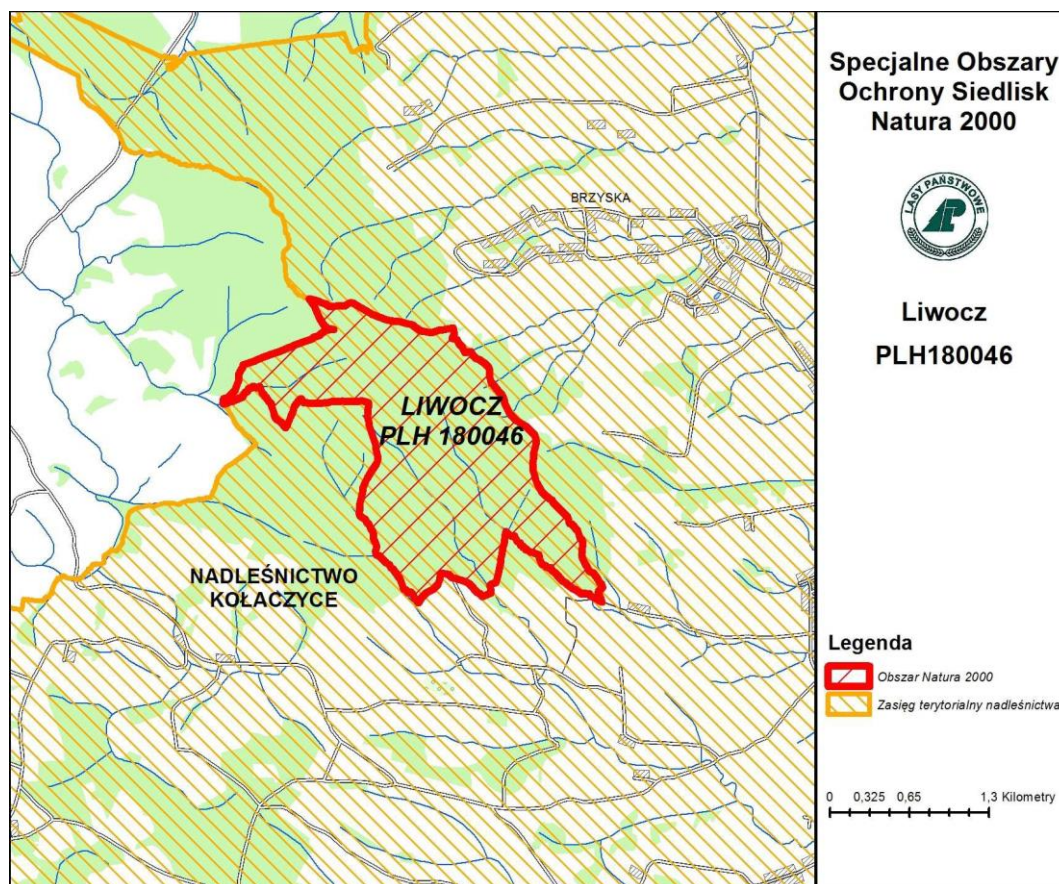 BRZYSKA
LIWOCZ
PLH 180046
NADLEŚNICTWO
KOŁACZYCE
Specjalne Obszary
Ochrony Siedlisk
Natura 2000
LASY PAŃSTWOWE
Liwocz
PLH180046
Legenda
Obszar Natura 2000
Zasięg terytorialny nadleśnictwa
0 0,325 0,65 1,3 Kilometry